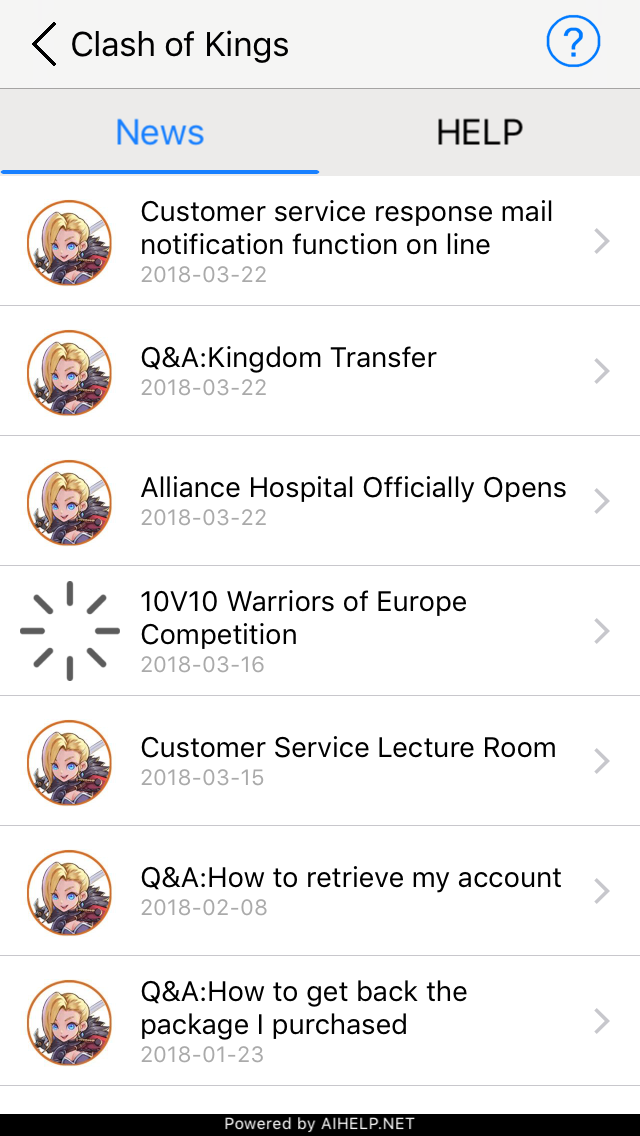 Clash of Kings
?
News
HELP
Customer service response mail
notification function on line
2018-03-22
Q&A:Kingdom Transfer
2018-03-22
Alliance Hospital Officially Opens
2018-03-22
10V10 Warriors of Europe
Competition
2018-03-16
Customer Service Lecture Room
2018-03-15
Q&A:How to retrieve my account
2018-02-08
Q&A:How to get back the
package I purchased
2018-01-23
Powered by AIHELP.NET